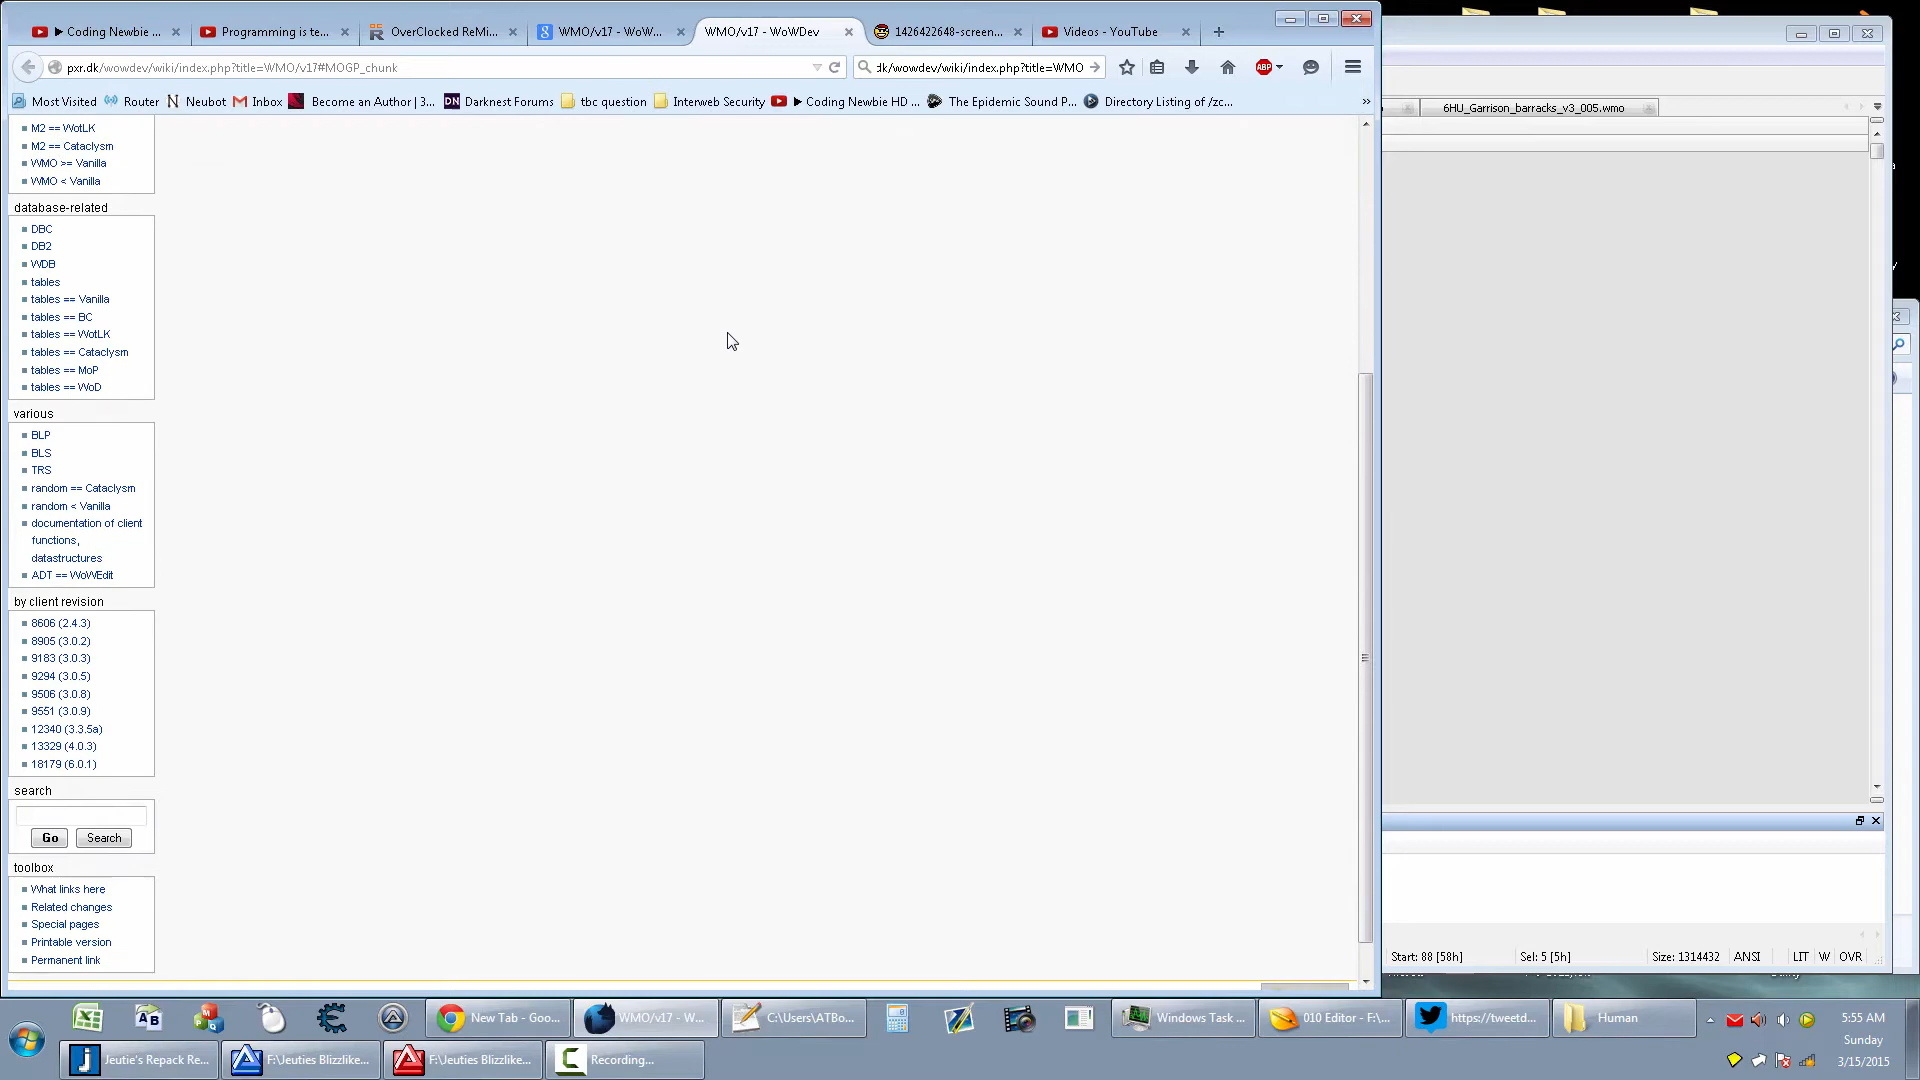 ▶ Coding Newbie ...
Programming is te...
OverClocked ReMi...
WMO/v17 - WoW...
WMO/v17 - WoWDev
1426422648-screen...
Videos - YouTube
pxr.dk/wowdev/wiki/index.php?title=WMO/v17#MOGP_chunk
dk/wowdev/wiki/index.php?title=WMO
ABP
Most Visited
Router
Neubot
Inbox
Become an Author | 3...
DN Darknest Forums
tbc question
Interweb Security
▶ Coding Newbie HD ...
The Epidemic Sound P...
Directory Listing of /zc...
6HU_Garrison_barracks_v3_005.wmo
M2 == WotLK
M2 == Cataclysm
WMO >= Vanilla
WMO < Vanilla
database-related
DBC
DB2
WDB
tables
tables == Vanilla
tables == BC
tables == WotLK
tables == Cataclysm
tables == MoP
tables == WoD
various
BLP
BLS
TRS
random == Cataclysm
random < Vanilla
documentation of client
functions,
datastructures
ADT == WoWEdit
by client revision
8606 (2.4.3)
8905 (3.0.2)
9183 (3.0.3)
9294 (3.0.5)
9506 (3.0.8)
9551 (3.0.9)
12340 (3.3.5a)
13329 (4.0.3)
18179 (6.0.1)
search
Go Search
toolbox
What links here
Related changes
Special pages
Printable version
Permanent link
Start: 88 [58h]
Sel: 5 [5h]
Size: 1314432
ANSI
LIT
W
OVR
New Tab - Goo...
WMO/v17 - W...
C:\Users\ATBo...
Windows Task ...
010 Editor - F:\...
https://tweetd...
Human
5:55 AM
Sunday
3/15/2015
Jeutie's Repack Re...
F:\Jeuties Blizzlike...
F:\Jeuties Blizzlike...
Recording...